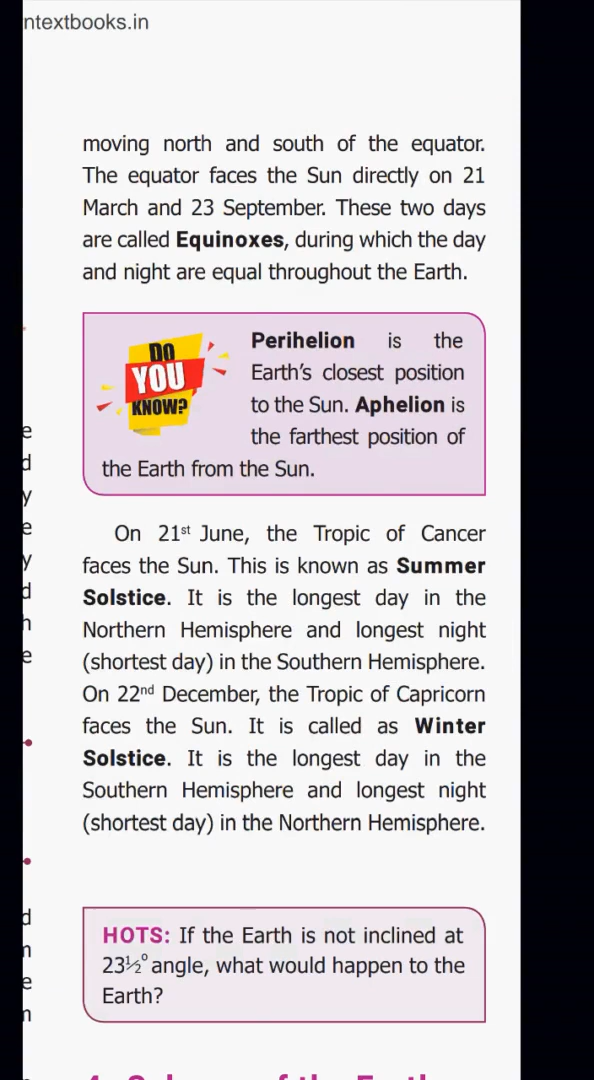 ntextbooks.in
moving north and south of the equator.
The equator faces the Sun directly on 21
March and 23 September. These two days
are called Equinoxes, during which the day
and night are equal throughout the Earth.
DO
YOU
KNOW?
Perihelion is the
Earth's closest position
to the Sun. Aphelion is
the farthest position of
the Earth from the Sun.
On 21st June, the Tropic of Cancer
faces the Sun. This is known as Summer
Solstice. It is the longest day in the
Northern Hemisphere and longest night
(shortest day) in the Southern Hemisphere.
On 22nd December, the Tropic of Capricorn
faces the Sun. It is called as Winter
Solstice. It is the longest day in the
Southern Hemisphere and longest night
(shortest day) in the Northern Hemisphere.
HOTS: If the Earth is not inclined at
23½° angle, what would happen to the
Earth?